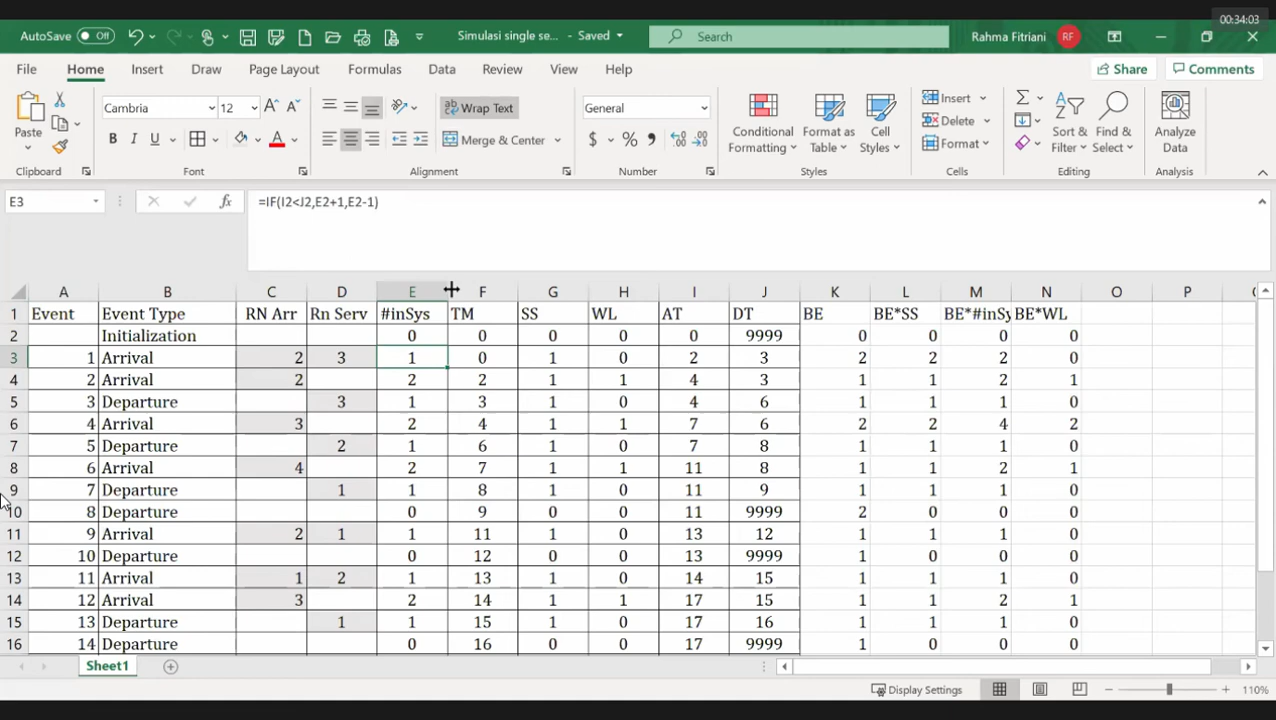 00:34:03
AutoSave Off Simulasi single se... - Saved Search Rahma Fitriani RF
File Home Insert Draw Page Layout Formulas Data Review View Help Share Comments
Paste Cambria 12 A A ab Wrap Text General Conditional Formatting Format as Table Cell Styles Insert Delete Format Sort & Filter Find & Select Analyze Data
B I U A Merge & Center $ % ,
Clipboard Font Alignment Number Styles Cells Editing Analysis
E3 fx =IF(I2<J2,E2+1,E2-1)
A B C D E F G H I J K L M N O P Q
1 Event Event Type RN Arr Rn Serv #inSys TM SS WL AT DT BE BE*SS BE*#inSy BE*WL
2 Initialization 0 0 0 0 0 9999 0 0 0 0
3 1 Arrival 2 3 1 0 1 0 2 3 2 2 2 0
4 2 Arrival 2 2 2 1 1 4 3 1 1 2 1
5 3 Departure 3 1 3 1 0 4 6 1 1 1 0
6 4 Arrival 3 2 4 1 1 7 6 2 2 4 2
7 5 Departure 2 1 6 1 0 7 8 1 1 1 0
8 6 Arrival 4 2 7 1 1 11 8 1 1 2 1
9 7 Departure 1 1 8 1 0 11 9 1 1 1 0
10 8 Departure 0 9 0 0 11 9999 2 0 0 0
11 9 Arrival 2 1 1 11 1 0 13 12 1 1 1 0
12 10 Departure 0 12 0 0 13 9999 1 0 0 0
13 11 Arrival 1 2 1 13 1 0 14 15 1 1 1 0
14 12 Arrival 3 2 14 1 1 17 15 1 1 2 1
15 13 Departure 1 1 15 1 0 17 16 1 1 1 0
16 14 Departure 0 16 0 0 17 9999 1 0 0 0
Sheet1
Display Settings 110%